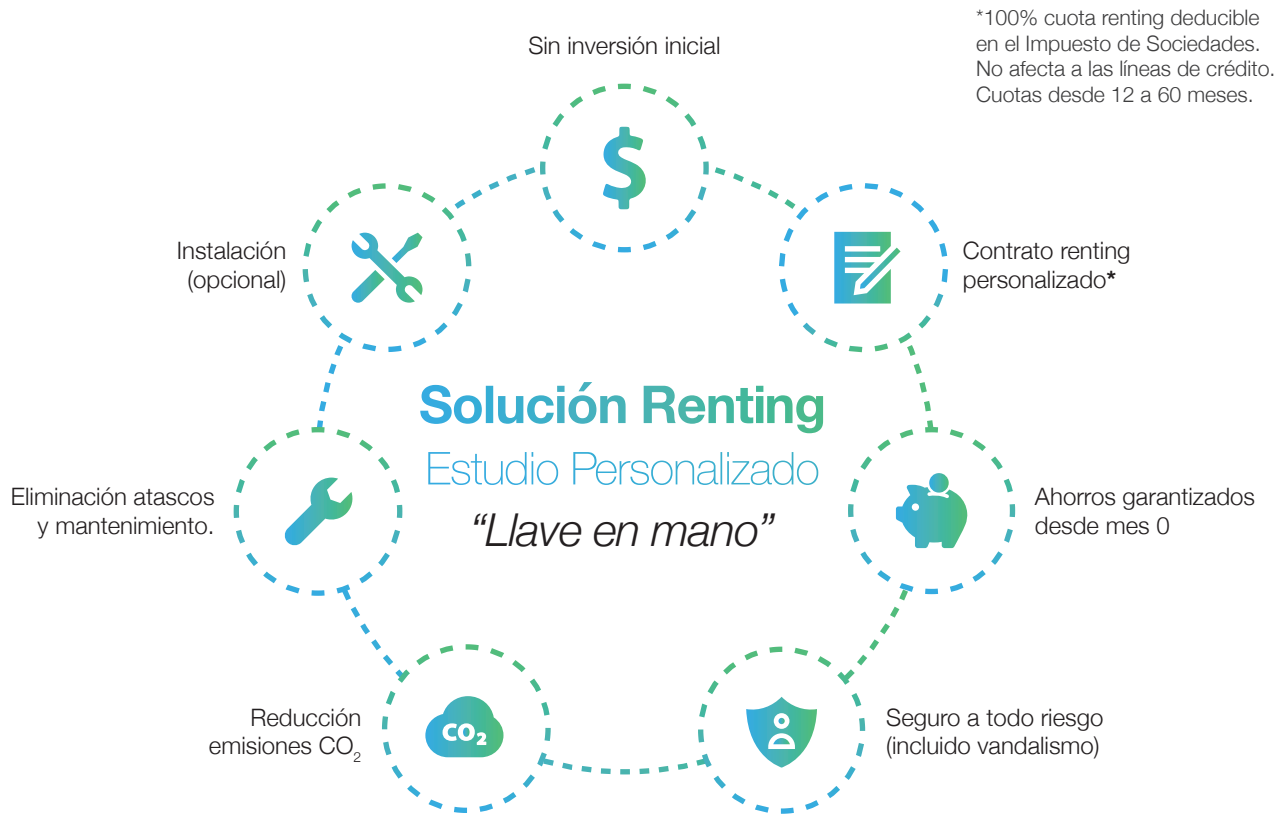 *100% cuota renting deducible
en el Impuesto de Sociedades.
No afecta a las líneas de crédito.
Cuotas desde 12 a 60 meses.
Sin inversión inicial
$
Instalación
(opcional)
Contrato renting
personalizado*
Solución Renting
Estudio Personalizado
“Llave en mano”
Eliminación atascos
y mantenimiento.
Ahorros garantizados
desde mes 0
Reducción
emisiones CO₂
CO₂
Seguro a todo riesgo
(incluido vandalismo)